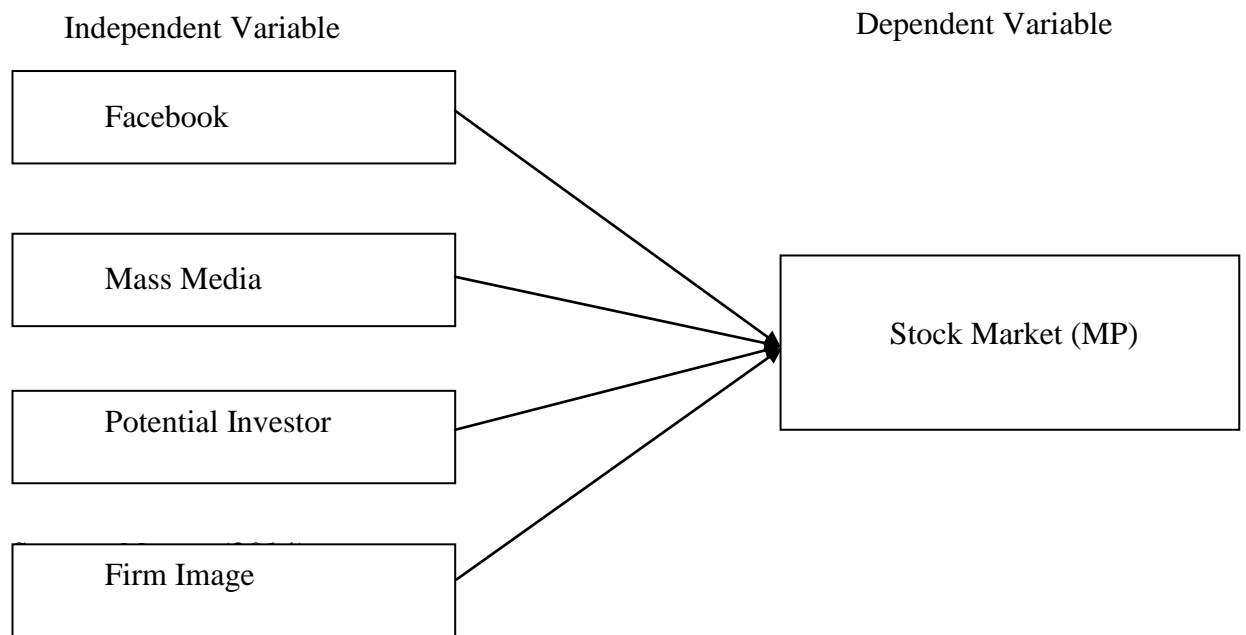 Independent Variable
Dependent Variable
Facebook
Mass Media
Stock Market (MP)
Potential Investor
Firm Image